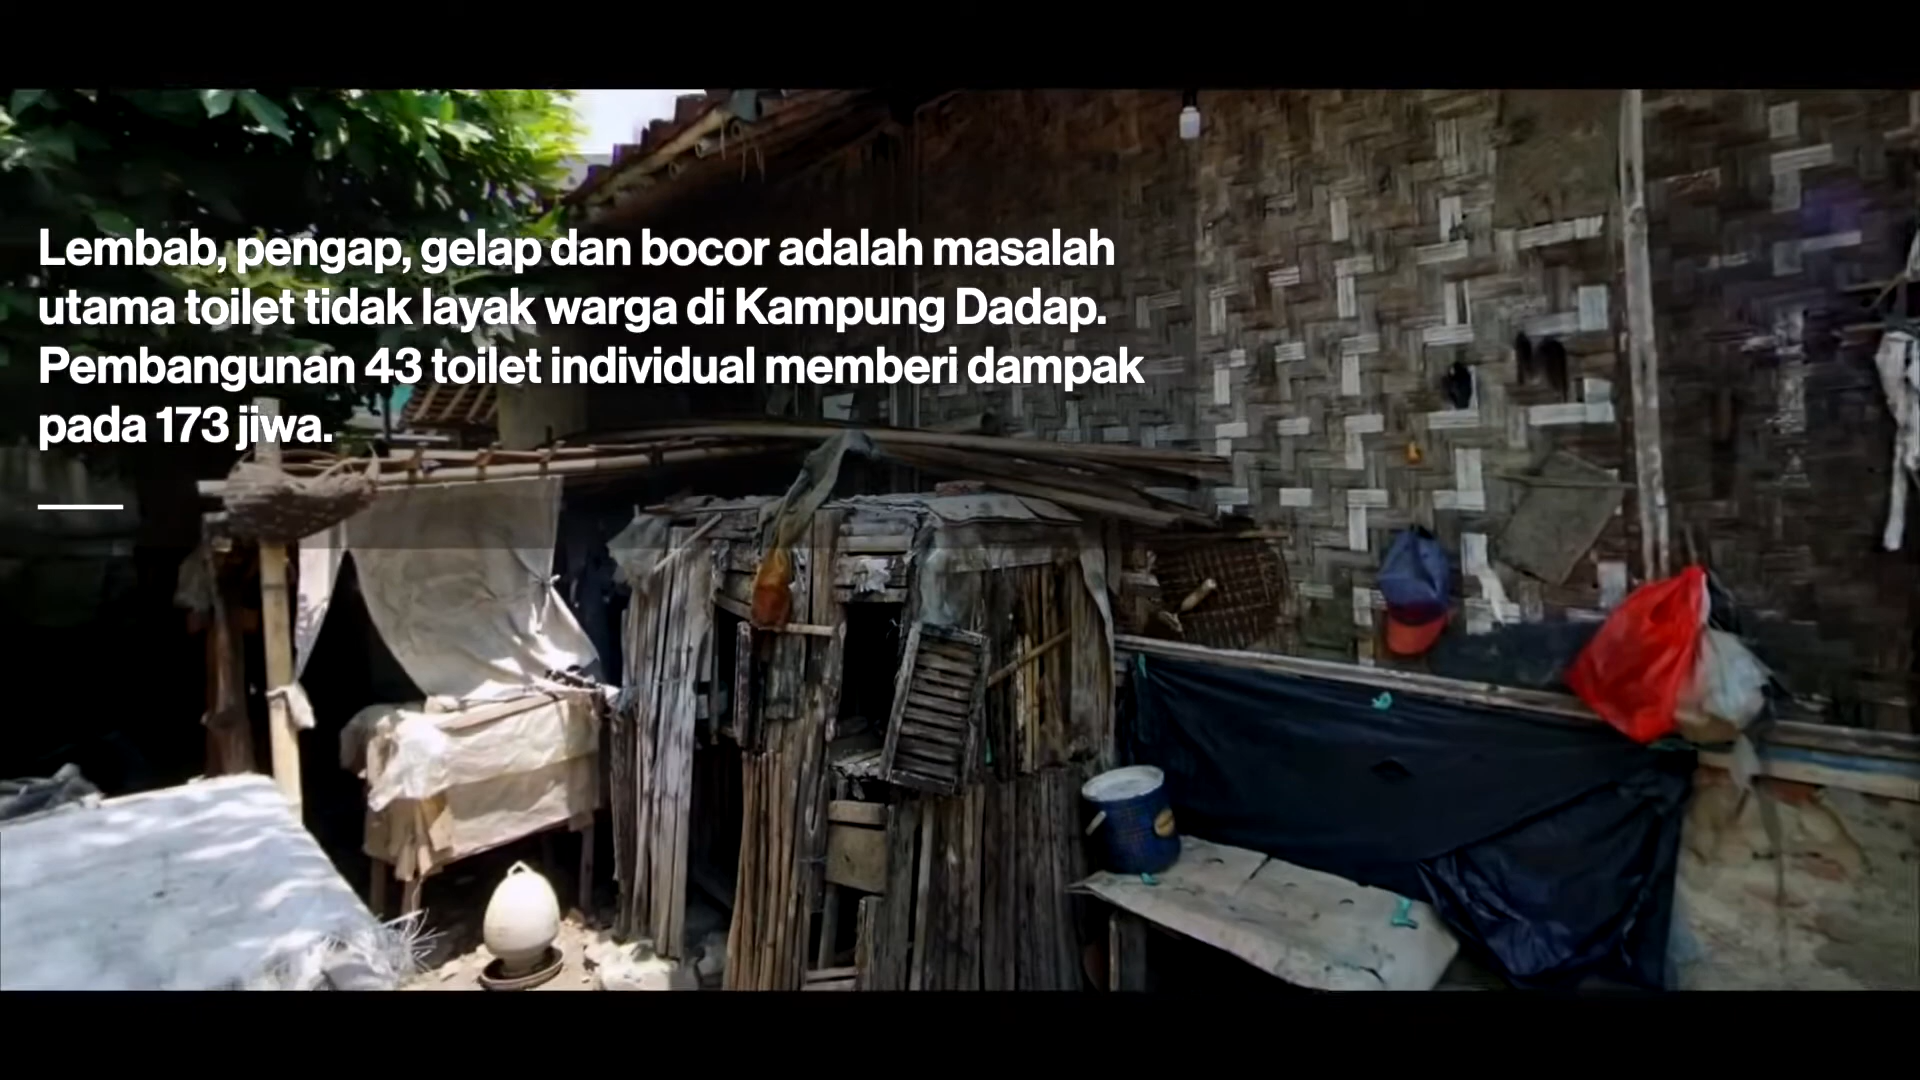 Lembab, pengap, gelap dan bocor adalah masalah
utama toilet tidak layak warga di Kampung Dadap.
Pembangunan 43 toilet individual memberi dampak
pada 173 jiwa.